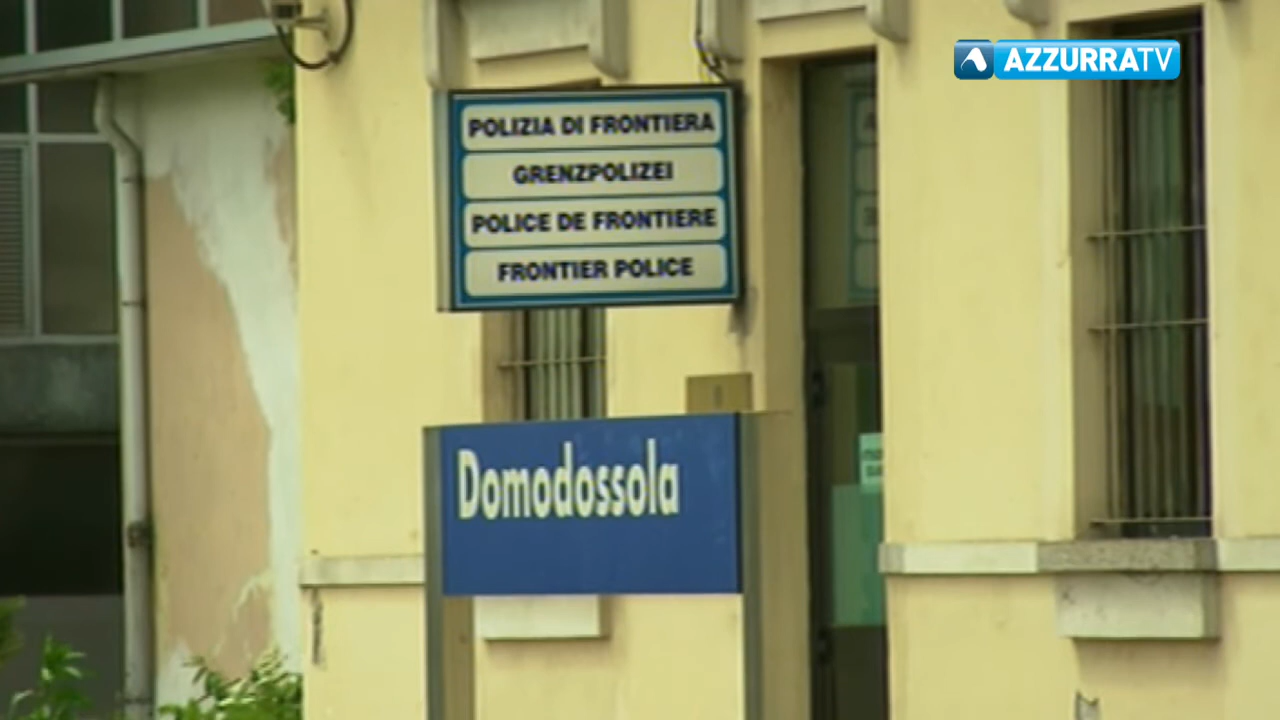 AZZURRATV
POLIZIA DI FRONTIERA
GRENZPOLIZEI
POLICE DE FRONTIERE
FRONTIER POLICE
Domodossola